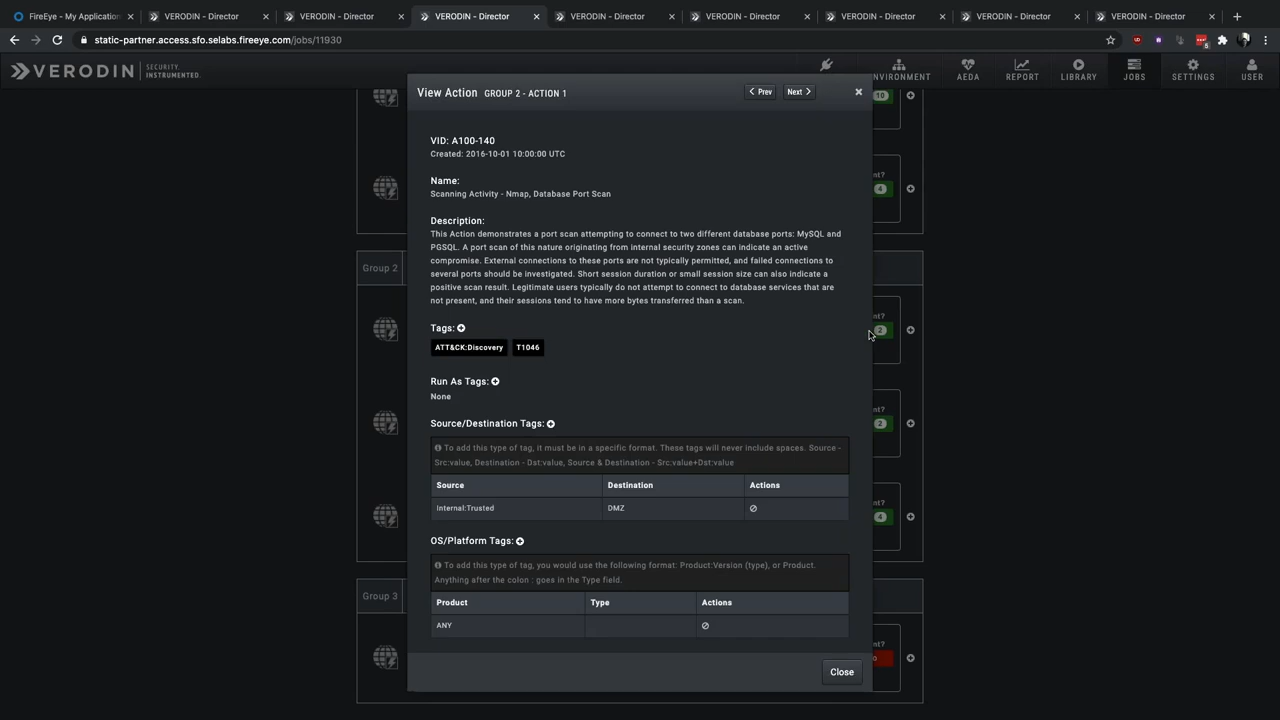 FireEye - My Application
VERODIN - Director
VERODIN - Director
VERODIN - Director
VERODIN - Director
VERODIN - Director
VERODIN - Director
VERODIN - Director
VERODIN - Director
static-partner.access.sfo.selabs.fireeye.com/jobs/11930
VERODIN SECURITY. INSTRUMENTED.
NVIRONMENT
AEDA
REPORT
LIBRARY
JOBS
SETTINGS
USER
View Action GROUP 2 - ACTION 1
Prev
Next
VID: A100-140
Created: 2016-10-01 10:00:00 UTC
Name:
Scanning Activity - Nmap, Database Port Scan
Description:
This Action demonstrates a port scan attempting to connect to two different database ports: MySQL and
PGSQL. A port scan of this nature originating from internal security zones can indicate an active
compromise. External connections to these ports are not typically permitted, and failed connections to
several ports should be investigated. Short session duration or small session size can also indicate a
positive scan result. Legitimate users typically do not attempt to connect to database services that are
not present, and their sessions tend to have more bytes transferred than a scan.
Tags:
ATT&CK:Discovery T1046
Run As Tags:
None
Source/Destination Tags:
To add this type of tag, it must be in a specific format. These tags will never include spaces. Source -
Src:value, Destination - Dst:value, Source & Destination - Src:value+Dst:value
Source Destination Actions
Internal:Trusted DMZ
OS/Platform Tags:
To add this type of tag, you would use the following format: Product:Version (type), or Product.
Anything after the colon : goes in the Type field.
Product Type Actions
ANY
Close
10
nt?
4
Group 2
nt?
2
nt?
2
nt?
4
Group 3
nt?